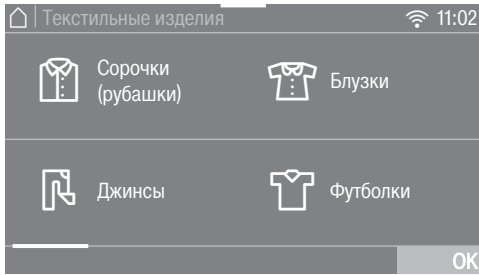 Текстильные изделия 11:02
Сорочки
(рубашки)
Блузки
Джинсы
Футболки
OK